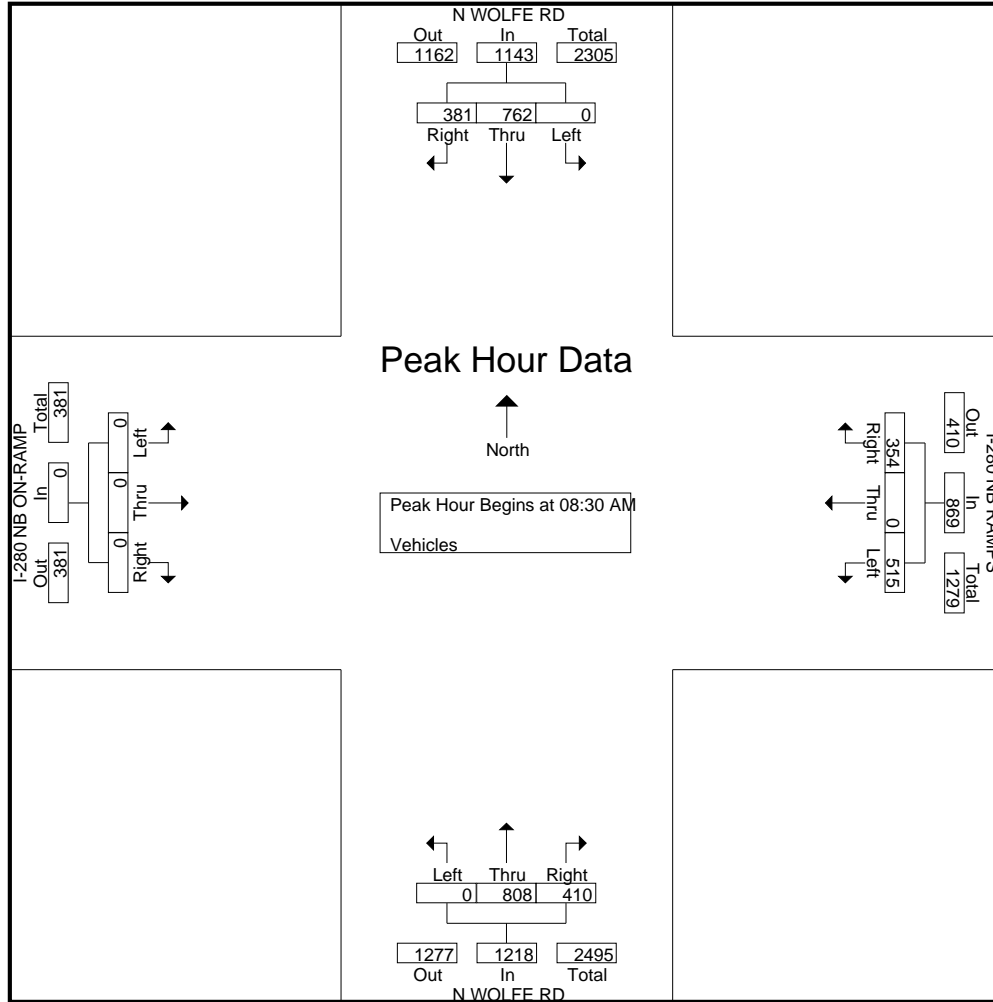 N WOLFE RD
Out In Total
1162 1143 2305
381 762 0
Right Thru Left
Peak Hour Data
North
Peak Hour Begins at 08:30 AM
Vehicles
I-280 NB ON-RAMP
Out In Total
381 0 381
0 0 0
Right Thru Left
I-280 NB RAMPS
Out In Total
410 869 1279
354 0 515
Right Thru Left
Left Thru Right
0 808 410
1277 1218 2495
Out In Total
N WOLFE RD